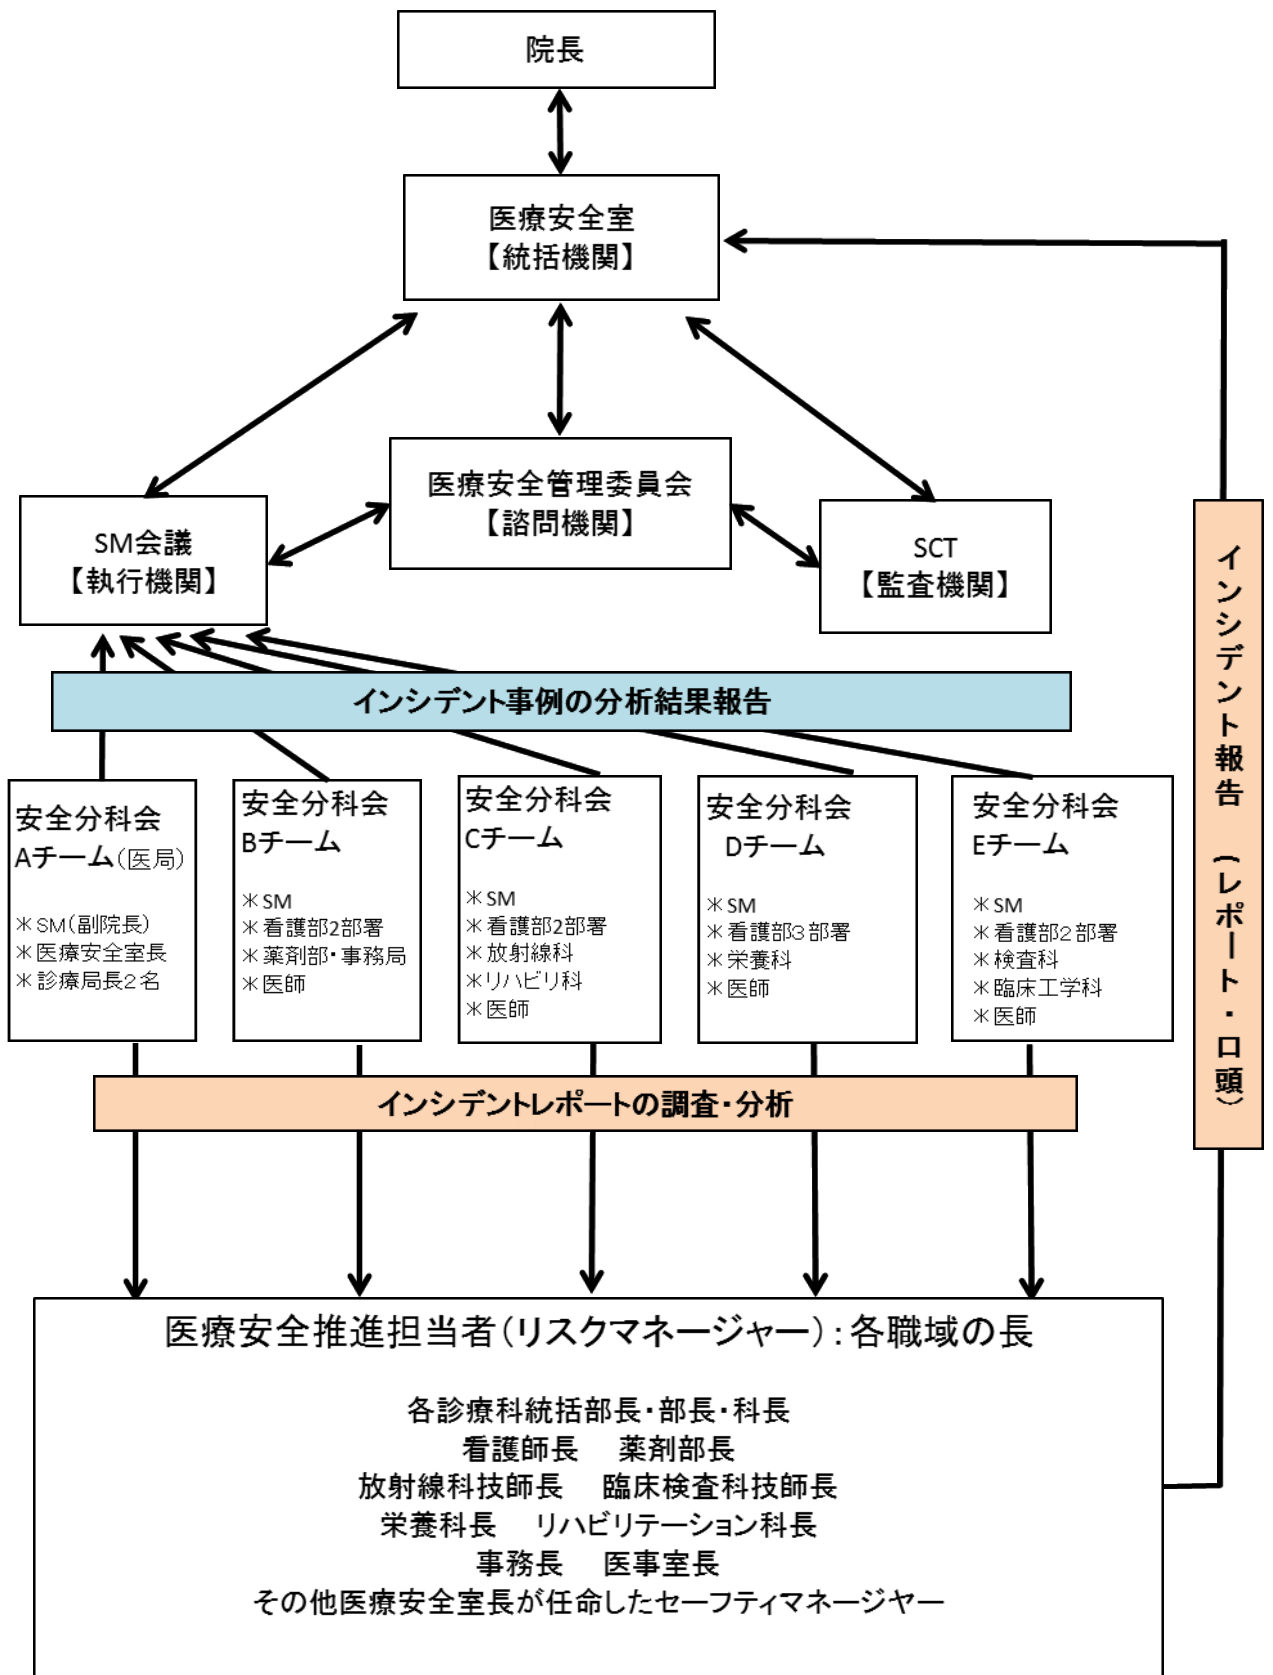 院長
医療安全室
【統括機関】
医療安全管理委員会
【諮問機関】
SM会議
【執行機関】
SCT
【監査機関】
インシデント事例の分析結果報告
安全分科会
Aチーム(医局)
＊SM(副院長)
＊医療安全室長
＊診療局長２名
安全分科会
Bチーム
＊SM
＊看護部2部署
＊薬剤部・事務局
＊医師
安全分科会
Cチーム
＊SM
＊看護部2部署
＊放射線科
＊リハビリ科
＊医師
安全分科会
Dチーム
＊SM
＊看護部３部署
＊栄養科
＊医師
安全分科会
Eチーム
＊SM
＊看護部２部署
＊検査科
＊臨床工学科
＊医師
インシデントレポートの調査・分析
インシデント報告　（レポート・口頭）
医療安全推進担当者(リスクマネージャー)：各職域の長
各診療科統括部長・部長・科長
看護師長　薬剤部長
放射線科技師長　臨床検査科技師長
栄養科長　リハビリテーション科長
事務長　医事室長
その他医療安全室長が任命したセーフティマネージヤー